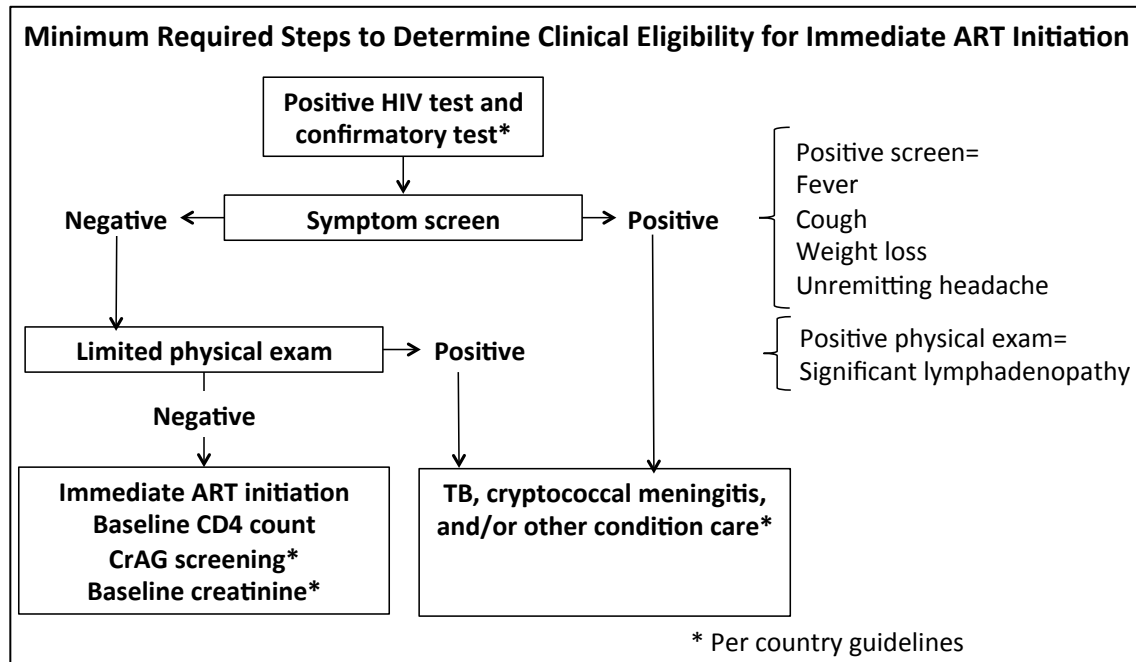 Minimum Required Steps to Determine Clinical Eligibility for Immediate ART Initiation
Positive HIV test and
confirmatory test*
Negative
Symptom screen
Positive
Positive screen=
Fever
Cough
Weight loss
Unremitting headache
Limited physical exam
Positive
Positive physical exam=
Significant lymphadenopathy
Negative
Immediate ART initiation
Baseline CD4 count
CrAG screening*
Baseline creatinine*
TB, cryptococcal meningitis,
and/or other condition care*
* Per country guidelines